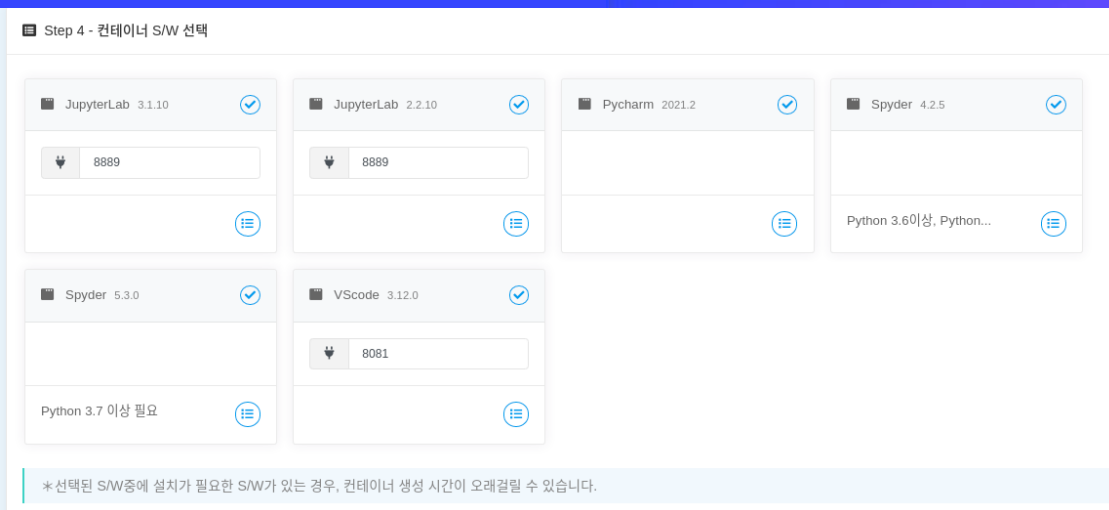 Step 4 - 컨테이너 S/W 선택
JupyterLab 3.1.10
8889
JupyterLab 2.2.10
8889
Pycharm 2021.2
Spyder 4.2.5
Python 3.6이상, Python...
Spyder 5.3.0
Python 3.7 이상 필요
VScode 3.12.0
8081
*선택된 S/W중에 설치가 필요한 S/W가 있는 경우, 컨테이너 생성 시간이 오래걸릴 수 있습니다.